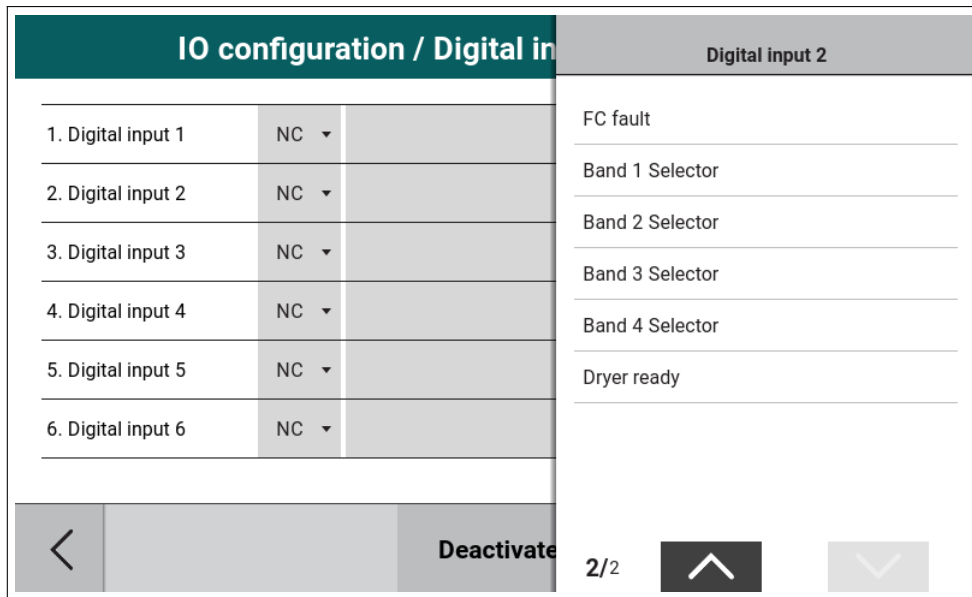 IO configuration / Digital in
1. Digital input 1 NC
2. Digital input 2 NC
3. Digital input 3 NC
4. Digital input 4 NC
5. Digital input 5 NC
6. Digital input 6 NC
Deactivate
Digital input 2
FC fault
Band 1 Selector
Band 2 Selector
Band 3 Selector
Band 4 Selector
Dryer ready
2/2